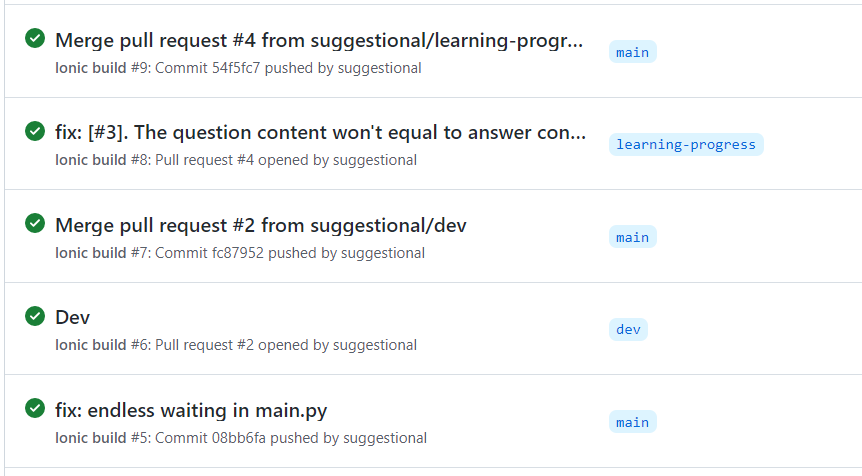 Merge pull request #4 from suggestional/learning-progr...
main
Ionic build #9: Commit 54f5fc7 pushed by suggestional
fix: [#3]. The question content won't equal to answer con...
learning-progress
Ionic build #8: Pull request #4 opened by suggestional
Merge pull request #2 from suggestional/dev
main
Ionic build #7: Commit fc87952 pushed by suggestional
Dev
dev
Ionic build #6: Pull request #2 opened by suggestional
fix: endless waiting in main.py
main
Ionic build #5: Commit 08bb6fa pushed by suggestional